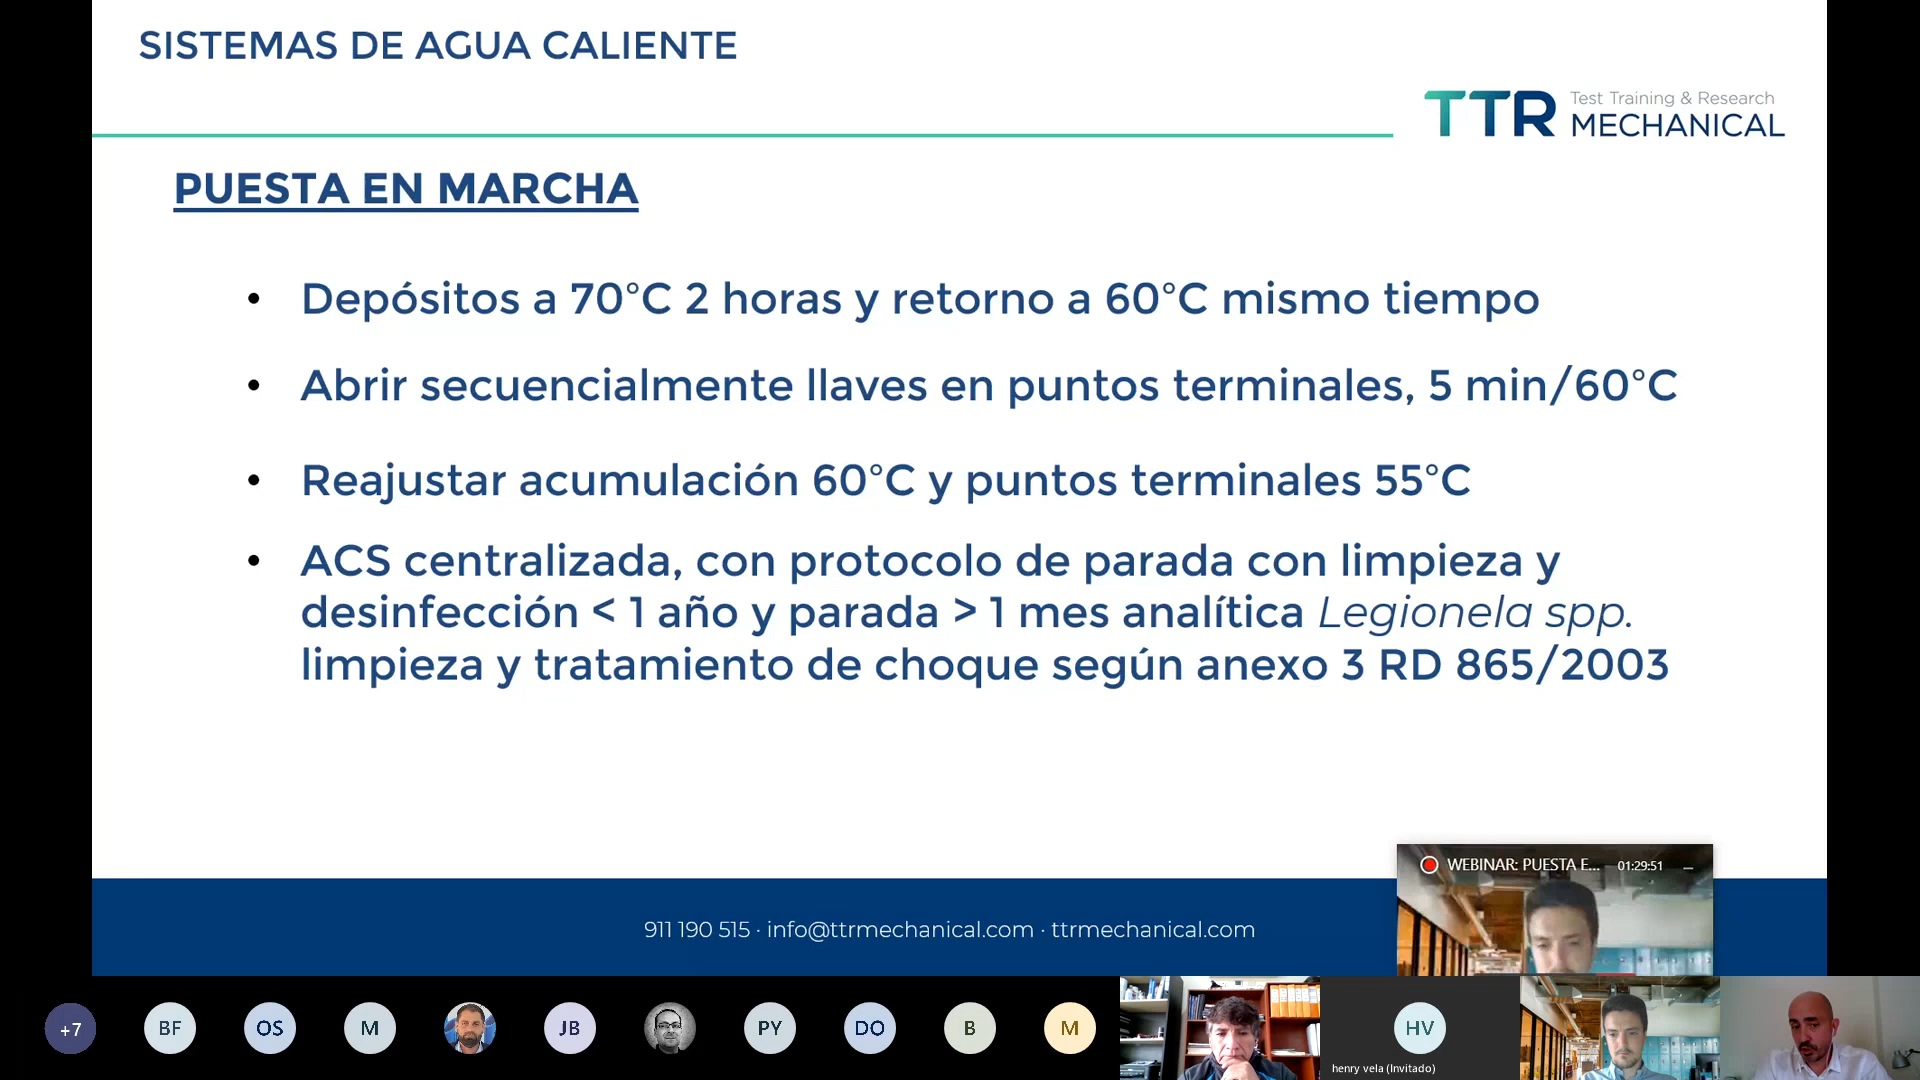 SISTEMAS DE AGUA CALIENTE
TTR Test Training & Research
MECHANICAL
PUESTA EN MARCHA
• Depósitos a 70°C 2 horas y retorno a 60°C mismo tiempo
• Abrir secuencialmente llaves en puntos terminales, 5 min/60°C
• Reajustar acumulación 60°C y puntos terminales 55°C
• ACS centralizada, con protocolo de parada con limpieza y
desinfección < 1 año y parada > 1 mes analítica Legionela spp.
limpieza y tratamiento de choque según anexo 3 RD 865/2003
WEBINAR: PUESTA E... 01:29:51
911 190 515 · info@ttrmechanical.com · ttrmechanical.com
+7 BF OS M JB PY DO B M HV
henry vela (Invitado)